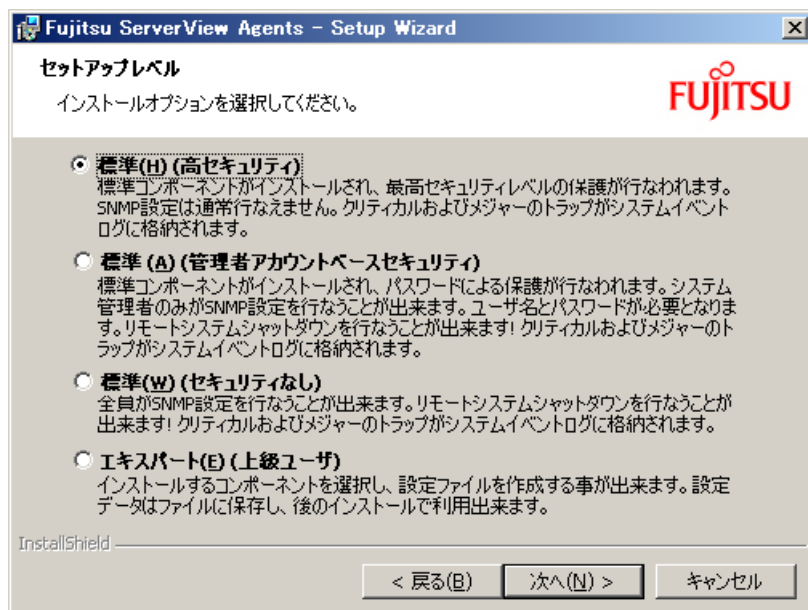 Fujitsu ServerView Agents - Setup Wizard
セットアップレベル
インストールオプションを選択してください。
FUJITSU
標準(H) (高セキュリティ)
標準コンポーネントがインストールされ、最高セキュリティレベルの保護が行なわれます。
SNMP設定は通常行なえません。クリティカルおよびメジャーのトラップがシステムイベント
ログに格納されます。
標準 (A) (管理者アカウントベースセキュリティ)
標準コンポーネントがインストールされ、パスワードによる保護が行なわれます。システム
管理者のみがSNMP設定を行なうことが出来ます。ユーザ名とパスワードが必要となりま
す。リモートシステムシャットダウンを行なうことが出来ます! クリティカルおよびメジャーのト
ラップがシステムイベントログに格納されます。
標準(W) (セキュリティなし)
全員がSNMP設定を行なうことが出来ます。リモートシステムシャットダウンを行なうことが
出来ます! クリティカルおよびメジャーのトラップがシステムイベントログに格納されます。
エキスパート(E) (上級ユーザ)
インストールするコンポーネントを選択し、設定ファイルを作成する事が出来ます。設定
データはファイルに保存し、後のインストールで利用出来ます。
InstallShield
< 戻る(B) 次へ(N) > キャンセル